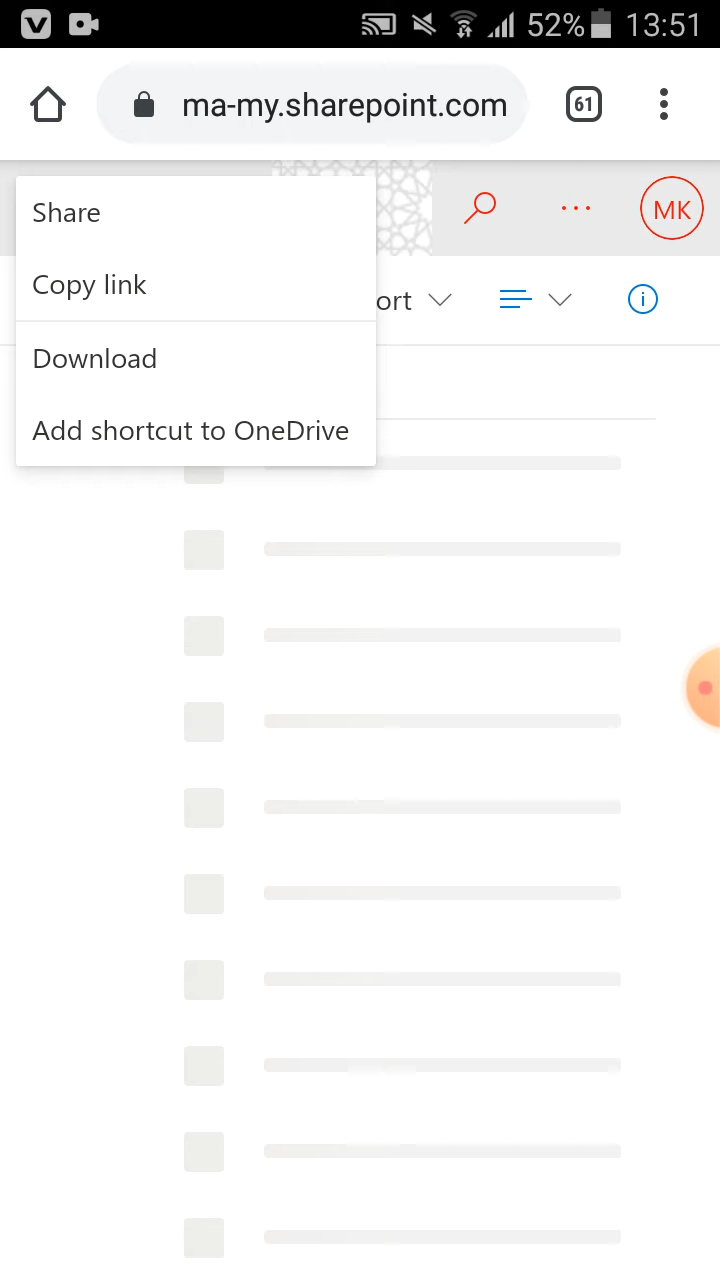 52% 13:51
ma-my.sharepoint.com
61
Share
MK
Copy link
ort
Download
Add shortcut to OneDrive